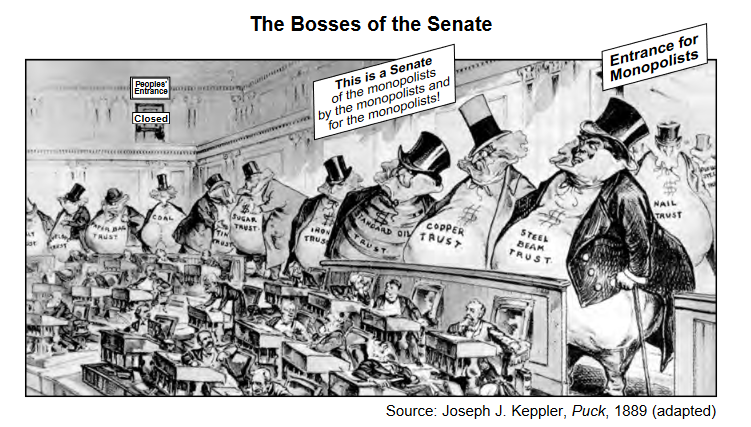 The Bosses of the Senate
Peoples'
Entrance
Closed
This is a Senate
of the monopolists
by the monopolists and
for the monopolists!
Entrance for
Monopolists
TRUST
PAPER BAG
TRUST
COAL
TIN
TRUST
SUGAR
TRUST
IRON
TRUST
STANDARD OIL
TRUST
COPPER
TRUST
$
STEEL
BEAM
TRUST
$
NAIL
TRUST
Source: Joseph J. Keppler, Puck, 1889 (adapted)